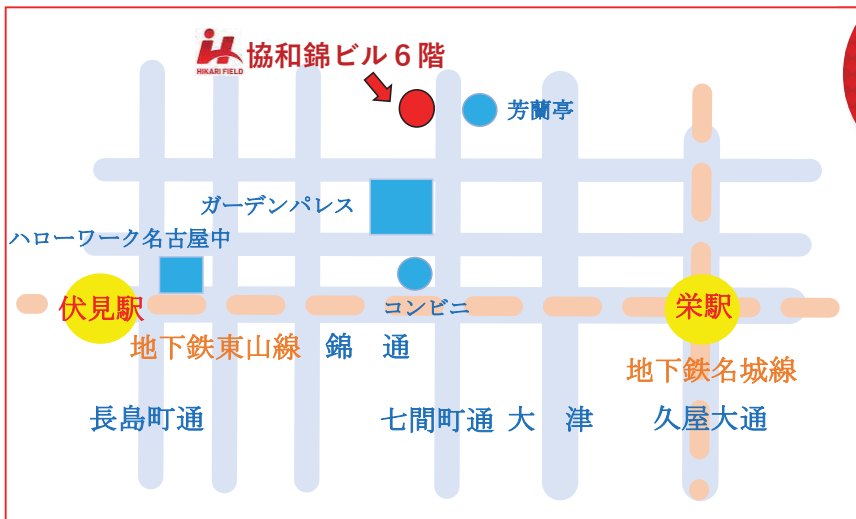 HIKARI FIELD
協和錦ビル６階
芳蘭亭
ガーデンパレス
ハローワーク名古屋中
伏見駅
コンビニ
栄駅
地下鉄東山線
錦　通
地下鉄名城線
長島町通
七間町通
大　津
久屋大通